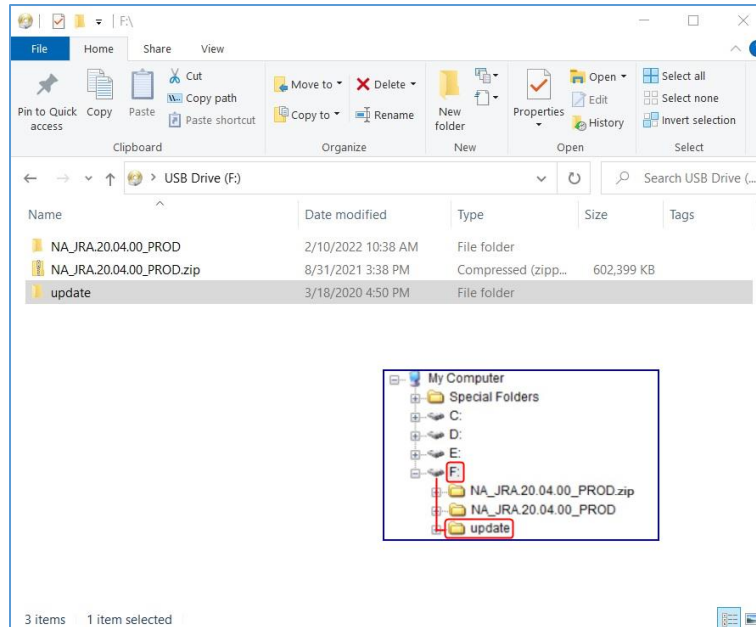 F:\
File Home Share View
Pin to Quick access
Copy
Paste
Cut
Copy path
Paste shortcut
Clipboard
Move to
Copy to
Delete
Rename
Organize
New folder
New
Properties
Open
Edit
History
Open
Select all
Select none
Invert selection
Select
USB Drive (F:)
Search USB Drive (...
Name Date modified Type Size Tags
NA_JRA.20.04.00_PROD 2/10/2022 10:38 AM File folder
NA_JRA.20.04.00_PROD.zip 8/31/2021 3:38 PM Compressed (zipp... 602,399 KB
update 3/18/2020 4:50 PM File folder
My Computer
Special Folders
C:
D:
E:
F:
NA_JRA.20.04.00_PROD.zip
NA_JRA.20.04.00_PROD
update
3 items 1 item selected